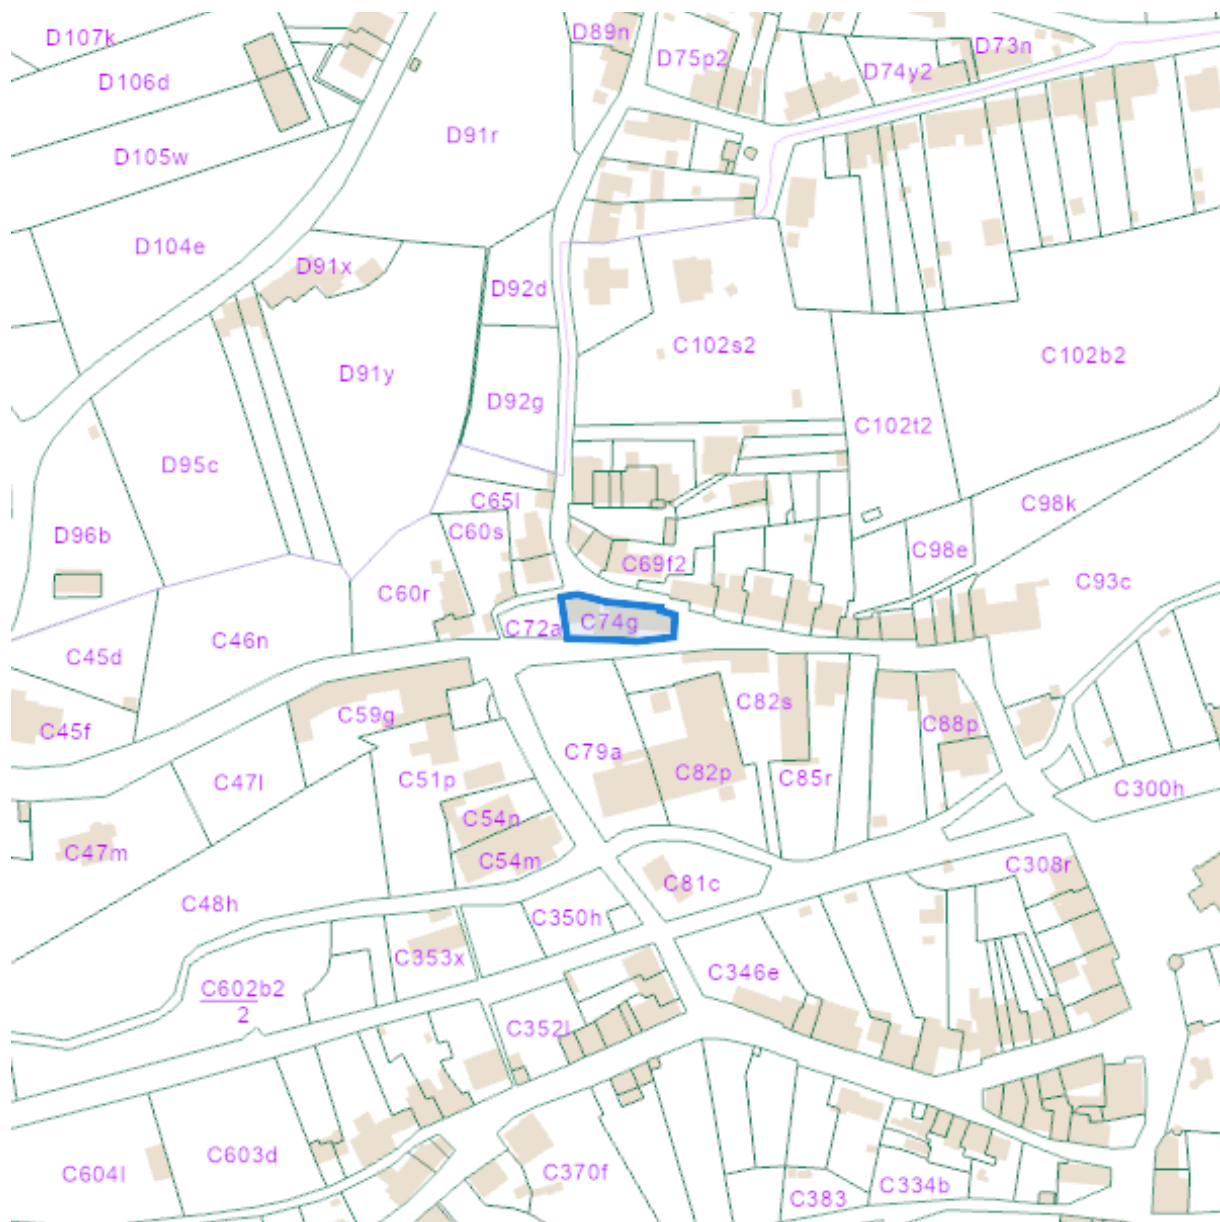 D107k
D89n
D75p2
D73n
D106d
D74y2
D91r
D105w
D104e
D91x
D92d
C102s2
C102b2
D91y
D92g
C102t2
D95c
C65l
C98k
D96b
C60s
C98e
C69f2
C93c
C60r
C74g
C72a
C46n
C45d
C82s
C59g
C45f
C88p
C79a
C82p
C51p
C85r
C47l
C300h
C54n
C47m
C54m
C308r
C81c
C48h
C350h
C353x
C346e
C602b2
2
C352l
C603d
C604l
C370f
C334b
C383